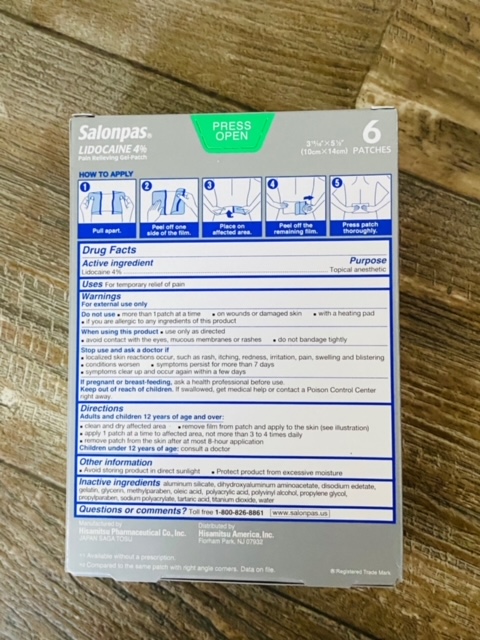 Salonpas®
LIDOCAINE 4%
Pain Relieving Gel-Patch
PRESS
OPEN
3 15/16" × 5 1/2"
(10cm×14cm)
6
PATCHES
HOW TO APPLY
1
Pull apart.
2
Peel off one
side of the film.
3
Place on
affected area.
4
Peel off the
remaining film.
5
Press patch
thoroughly.
Drug Facts
Active ingredient Purpose
Lidocaine 4% Topical anesthetic
Uses For temporary relief of pain
Warnings
For external use only
Do not use • more than 1 patch at a time • on wounds or damaged skin • with a heating pad
• if you are allergic to any ingredients of this product
When using this product • use only as directed
• avoid contact with the eyes, mucous membranes or rashes • do not bandage tightly
Stop use and ask a doctor if
• localized skin reactions occur, such as rash, itching, redness, irritation, pain, swelling and blistering
• conditions worsen • symptoms persist for more than 7 days
• symptoms clear up and occur again within a few days
If pregnant or breast-feeding, ask a health professional before use.
Keep out of reach of children. If swallowed, get medical help or contact a Poison Control Center
right away.
Directions
Adults and children 12 years of age and over:
• clean and dry affected area • remove film from patch and apply to the skin (see illustration)
• apply 1 patch at a time to affected area, not more than 3 to 4 times daily
• remove patch from the skin after at most 8-hour application
Children under 12 years of age: consult a doctor
Other information
• Avoid storing product in direct sunlight • Protect product from excessive moisture
Inactive ingredients aluminum silicate, dihydroxyaluminum aminoacetate, disodium edetate,
gelatin, glycerin, methylparaben, oleic acid, polyacrylic acid, polyvinyl alcohol, propylene glycol,
propylparaben, sodium polyacrylate, tartaric acid, titanium dioxide, water
Questions or comments? Toll free 1-800-826-8861 www.salonpas.us
Manufactured by
Hisamitsu Pharmaceutical Co., Inc.
JAPAN SAGA TOSU
Distributed by
Hisamitsu America, Inc.
Florham Park, NJ 07932
Available without a prescription.
Compared to the same patch with right angle corners. Data on file.
® Registered Trade Mark